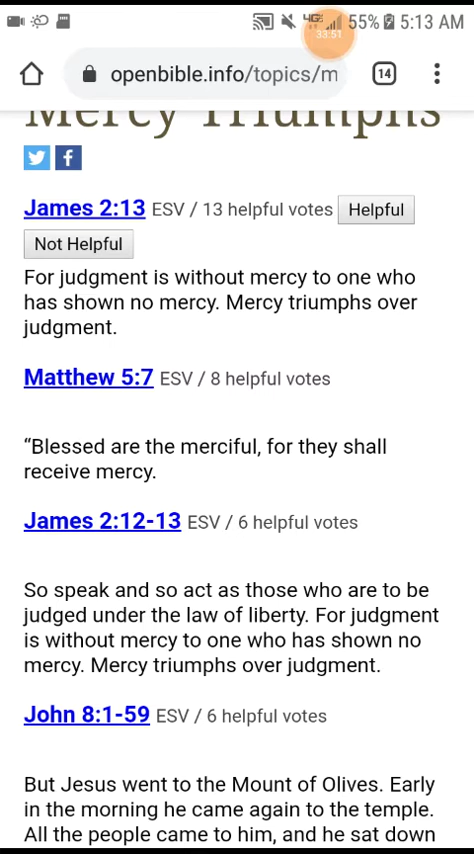 4G 55% 5:13 AM
33:51
openbible.info/topics/m
14
Mercy Triumphs
James 2:13 ESV / 13 helpful votes Helpful
Not Helpful
For judgment is without mercy to one who
has shown no mercy. Mercy triumphs over
judgment.
Matthew 5:7 ESV / 8 helpful votes
“Blessed are the merciful, for they shall
receive mercy.
James 2:12-13 ESV / 6 helpful votes
So speak and so act as those who are to be
judged under the law of liberty. For judgment
is without mercy to one who has shown no
mercy. Mercy triumphs over judgment.
John 8:1-59 ESV / 6 helpful votes
But Jesus went to the Mount of Olives. Early
in the morning he came again to the temple.
All the people came to him, and he sat down